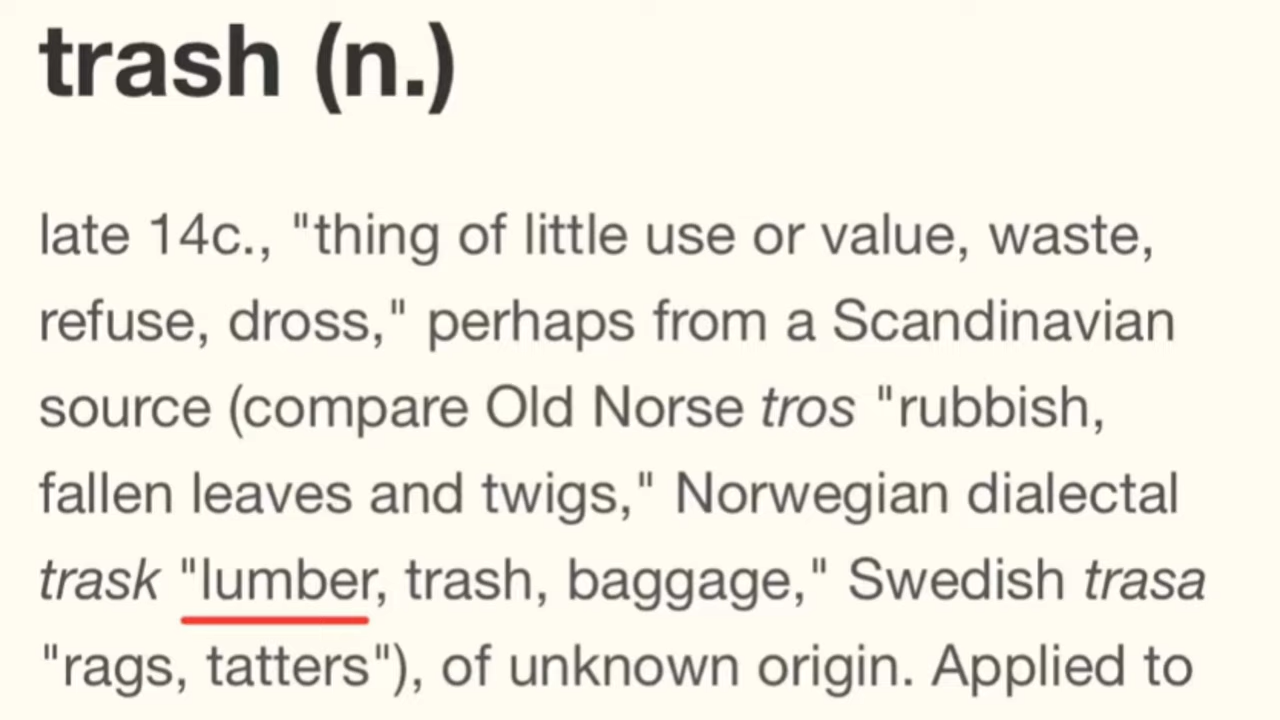 trash (n.)
late 14c., "thing of little use or value, waste,
refuse, dross," perhaps from a Scandinavian
source (compare Old Norse tros "rubbish,
fallen leaves and twigs," Norwegian dialectal
trask "lumber, trash, baggage," Swedish trasa
"rags, tatters"), of unknown origin. Applied to